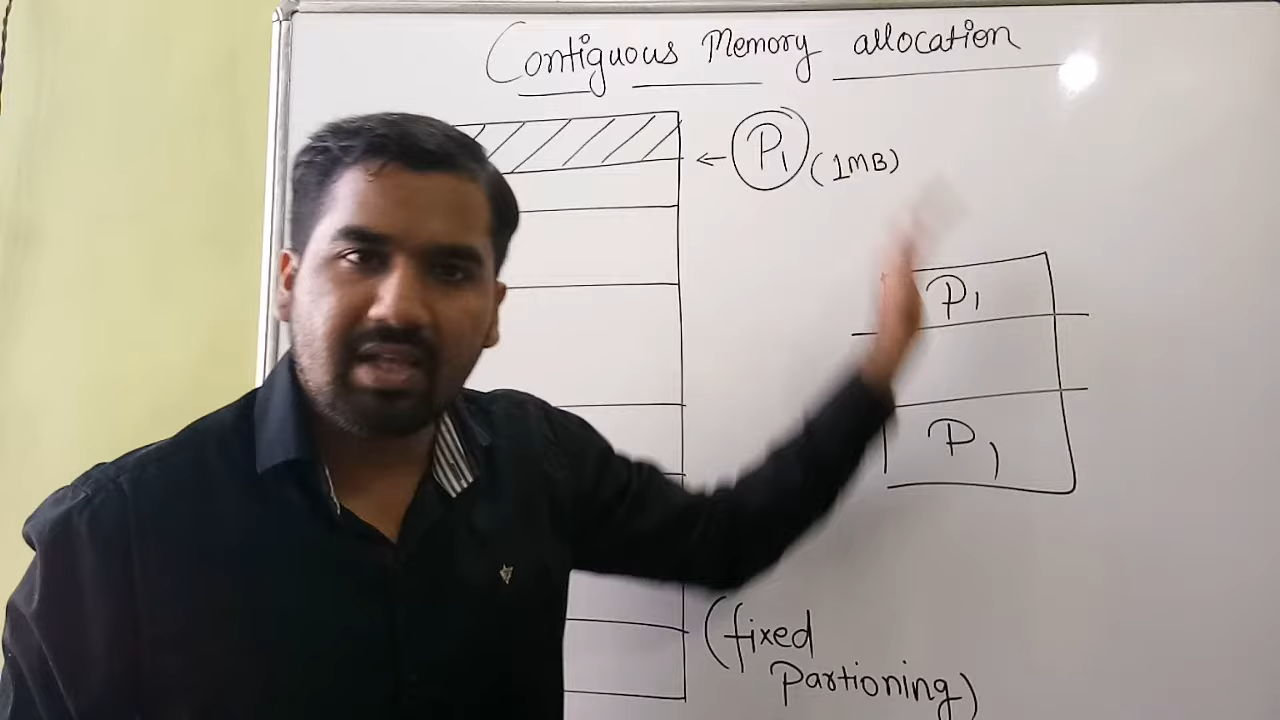 Contiguous Memory allocation
P1 (1MB)
P1
P1
(fixed
Partioning)